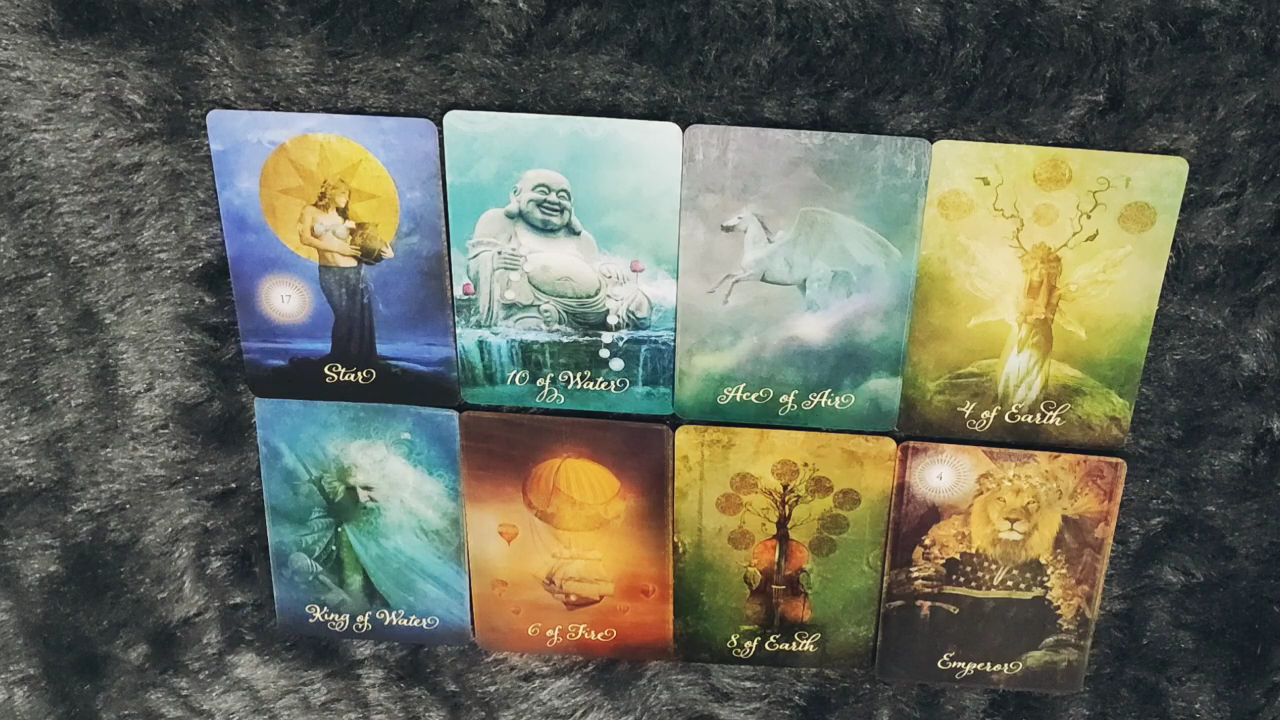 17
Star
10 of Water
Ace of Air
4 of Earth
King of Water
6 of Fire
8 of Earth
4
Emperor